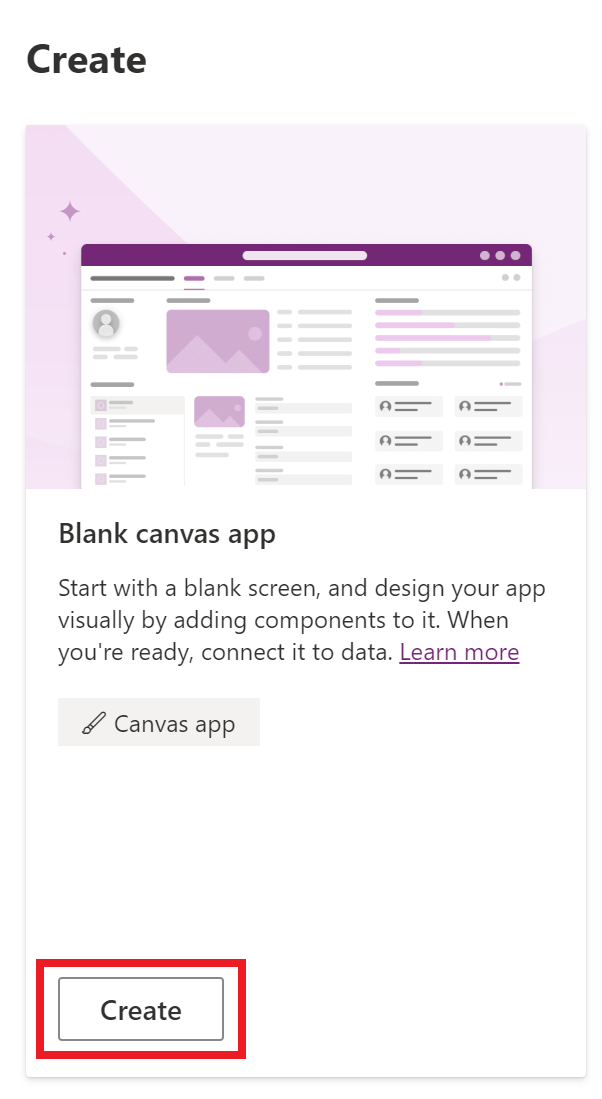 Create
Blank canvas app
Start with a blank screen, and design your app
visually by adding components to it. When
you're ready, connect it to data. Learn more
Canvas app
Create